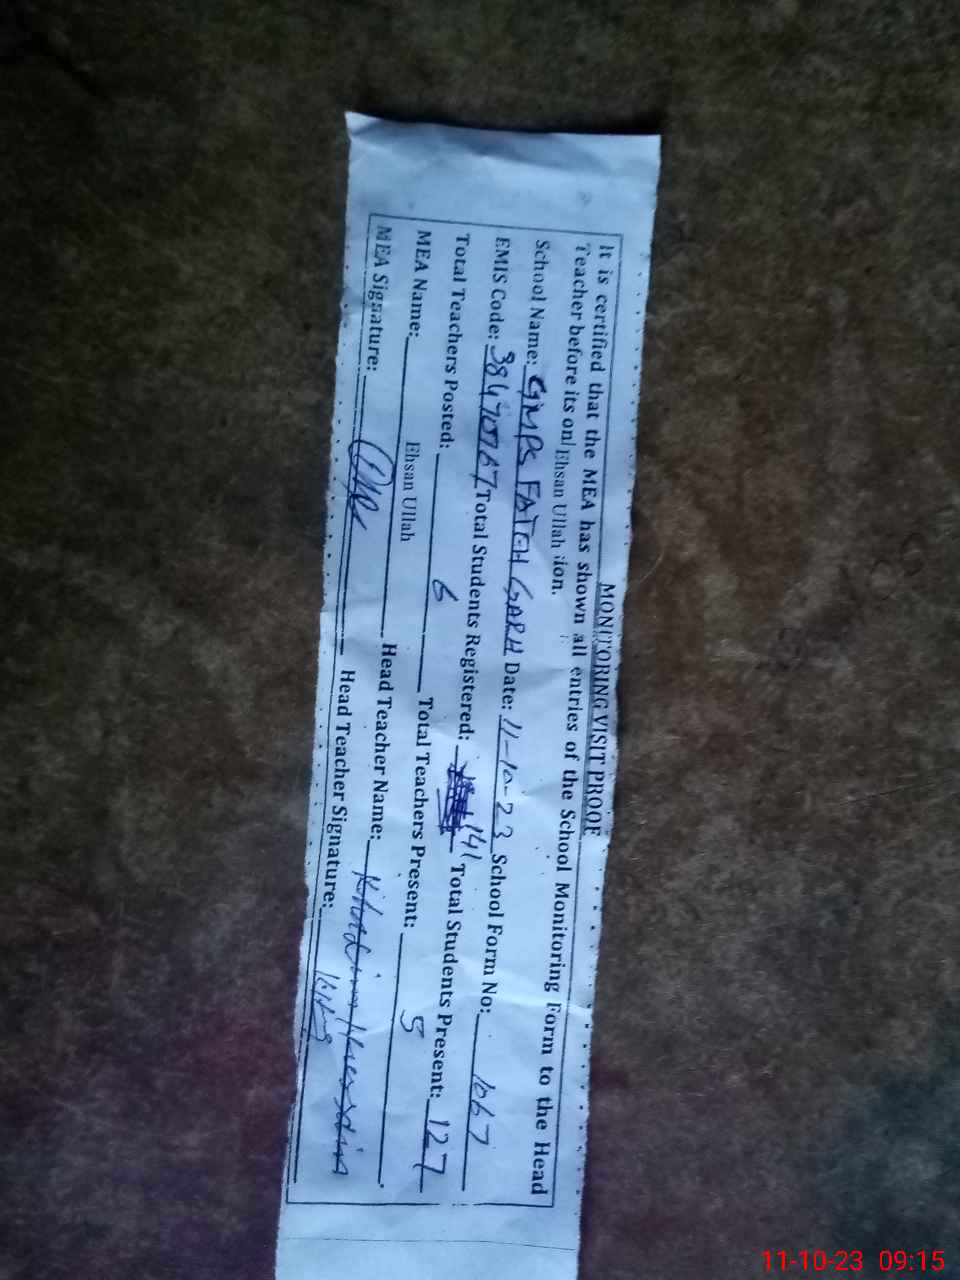 MONITORING VISIT PROOF
It is certified that the MEA has shown all entries of the School Monitoring Form to the Head
Teacher before its onl Ehsan Ullah ion.
School Name: GMPS FATEH GARH Date: 11-10-23 School Form No: 1067
EMIS Code: 38470767 Total Students Registered: 141 Total Students Present: 127
Total Teachers Posted: 6 Total Teachers Present: 5
MEA Name: Ehsan Ullah Head Teacher Name: Hussain
MEA Signature: Head Teacher Signature:
11-10-23 09:15